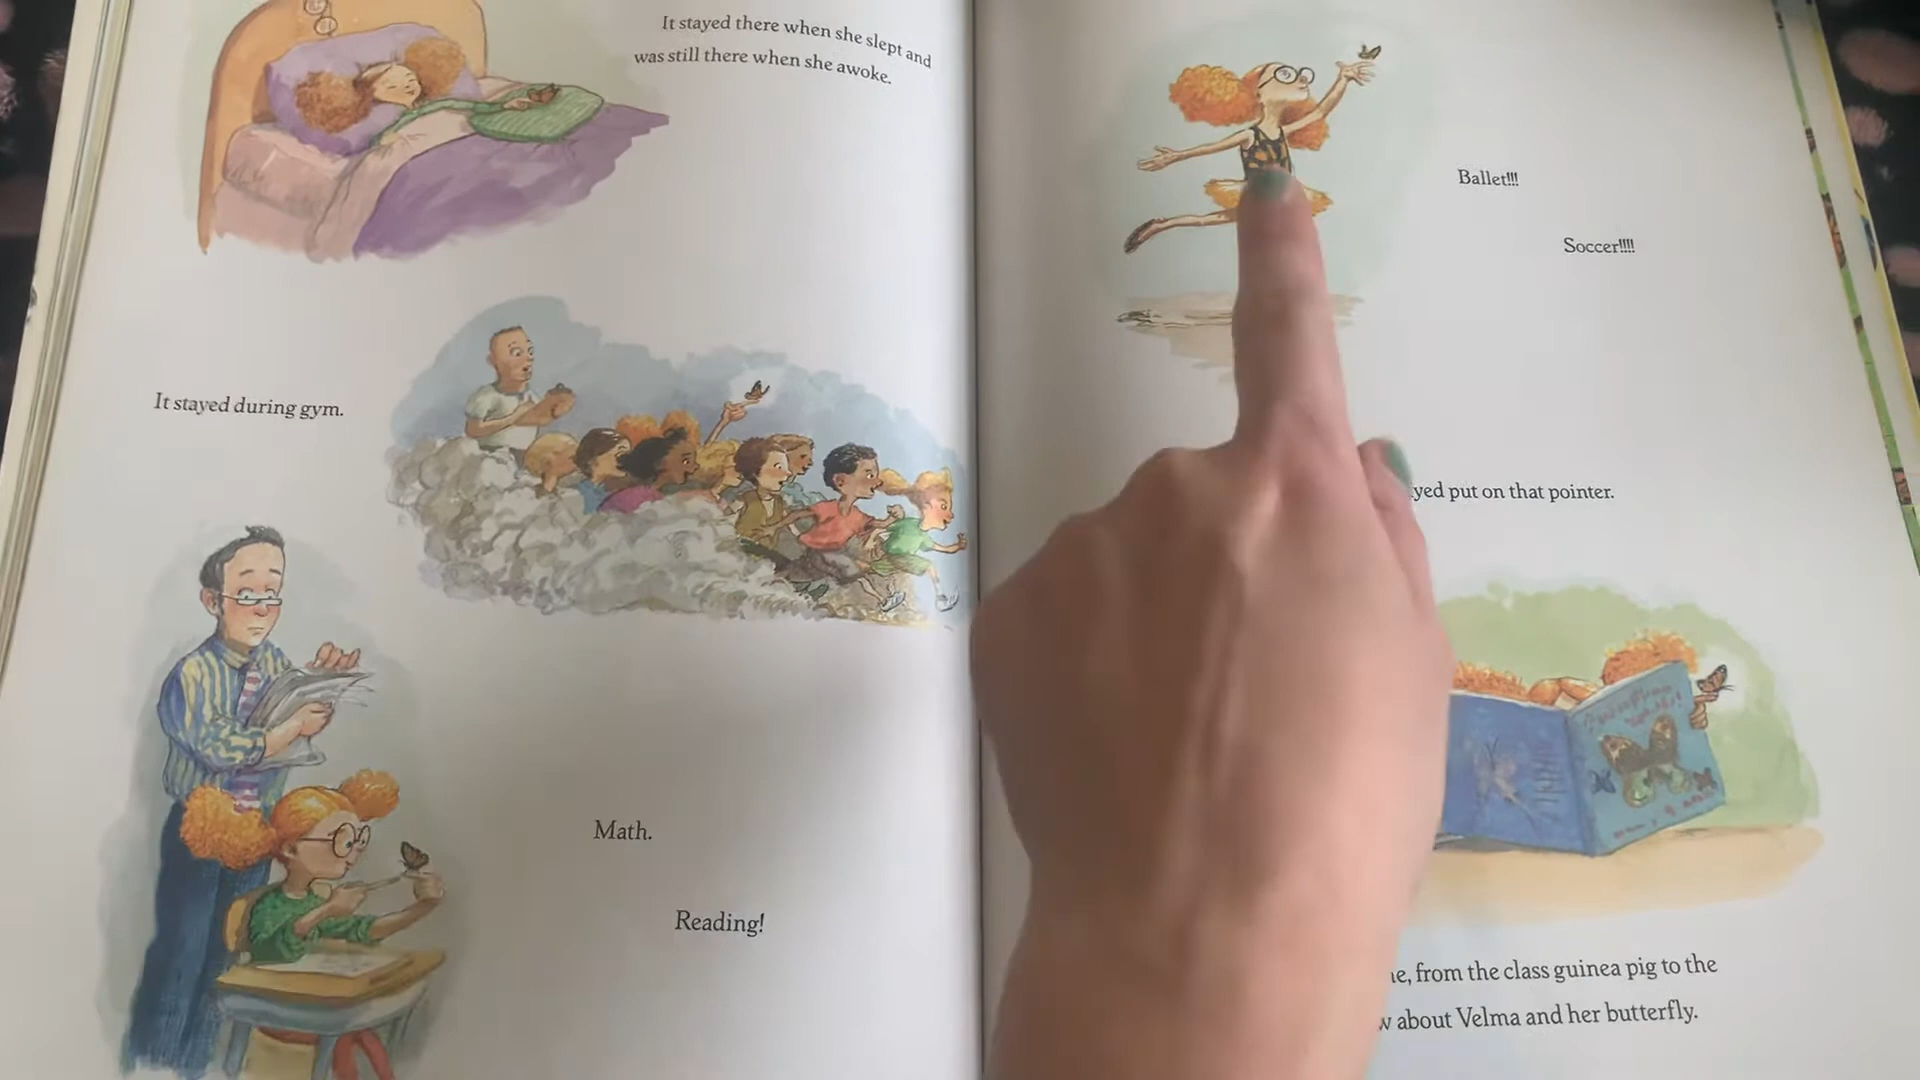 It stayed there when she slept and
was still there when she awoke.
It stayed during gym.
Math.
Reading!
Ballet!!!
Soccer!!!!
put on that pointer.
from the class guinea pig to the
about Velma and her butterfly.